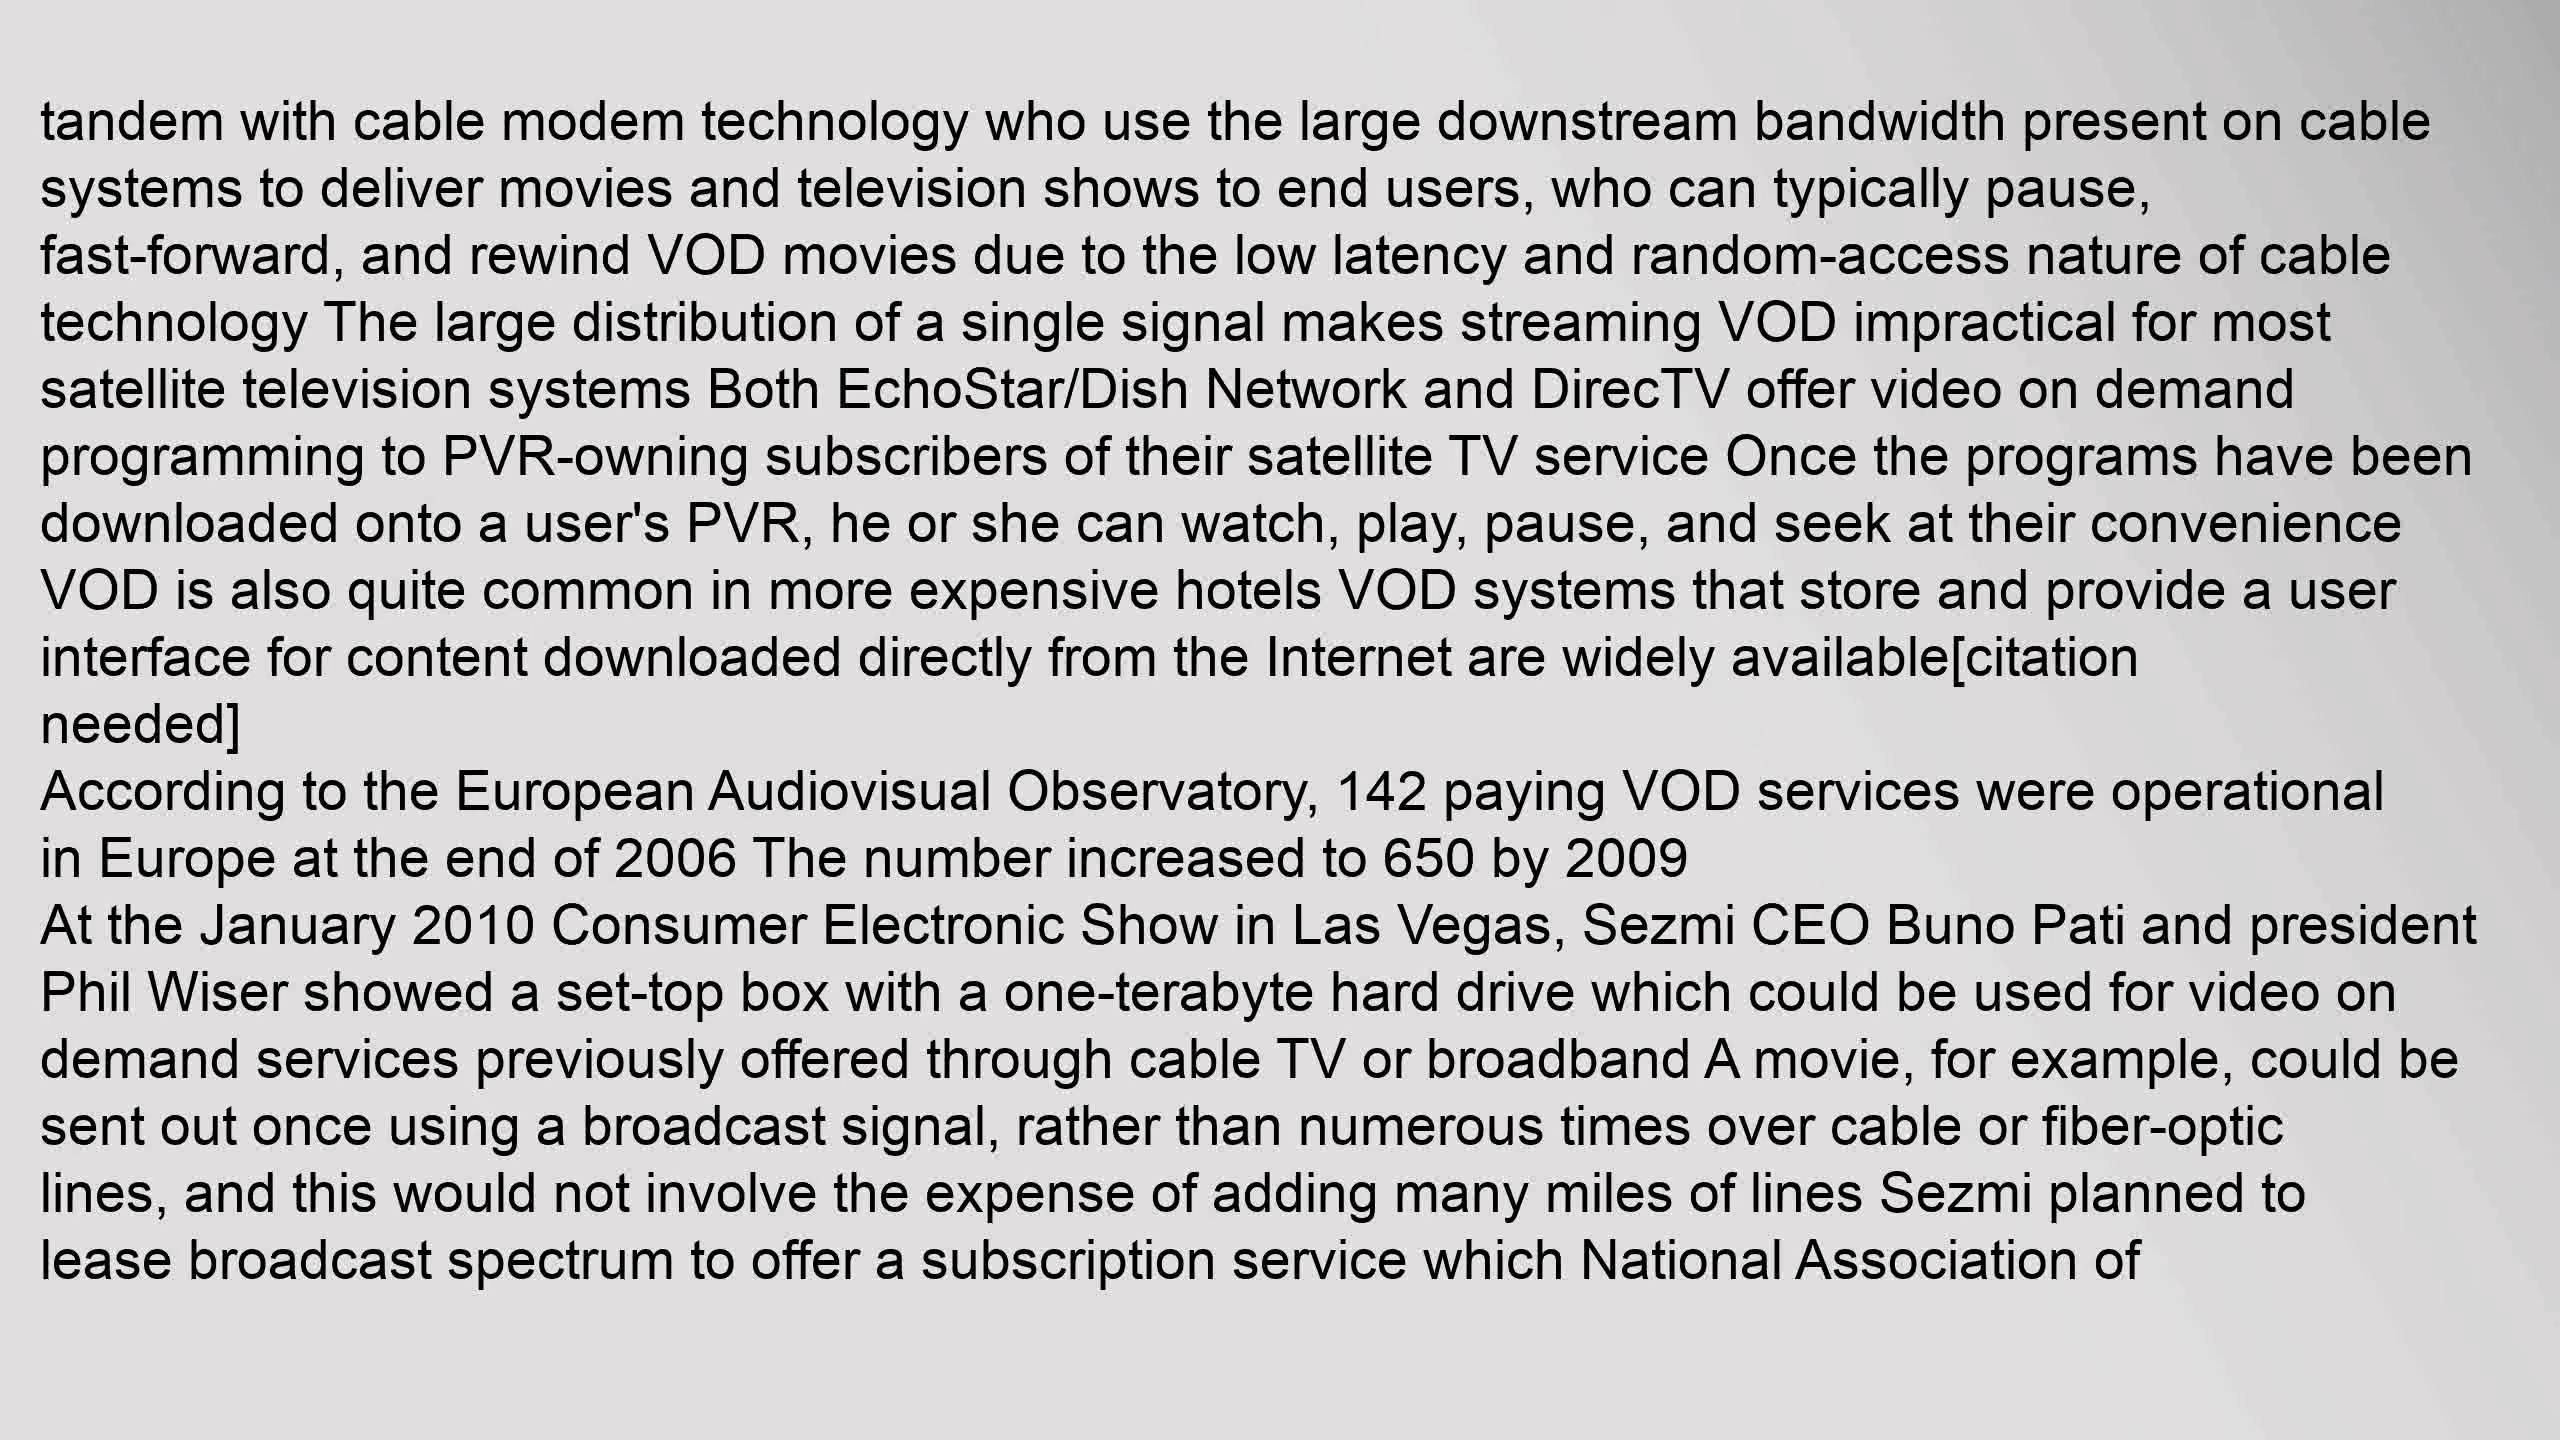 tandem with cable modem technology who use the large downstream bandwidth present on cable
systems to deliver movies and television shows to end users, who can typically pause,
fast-forward, and rewind VOD movies due to the low latency and random-access nature of cable
technology The large distribution of a single signal makes streaming VOD impractical for most
satellite television systems Both EchoStar/Dish Network and DirecTV offer video on demand
programming to PVR-owning subscribers of their satellite TV service Once the programs have been
downloaded onto a user's PVR, he or she can watch, play, pause, and seek at their convenience
VOD is also quite common in more expensive hotels VOD systems that store and provide a user
interface for content downloaded directly from the Internet are widely available[citation
needed]
According to the European Audiovisual Observatory, 142 paying VOD services were operational
in Europe at the end of 2006 The number increased to 650 by 2009
At the January 2010 Consumer Electronic Show in Las Vegas, Sezmi CEO Buno Pati and president
Phil Wiser showed a set-top box with a one-terabyte hard drive which could be used for video on
demand services previously offered through cable TV or broadband A movie, for example, could be
sent out once using a broadcast signal, rather than numerous times over cable or fiber-optic
lines, and this would not involve the expense of adding many miles of lines Sezmi planned to
lease broadcast spectrum to offer a subscription service which National Association of